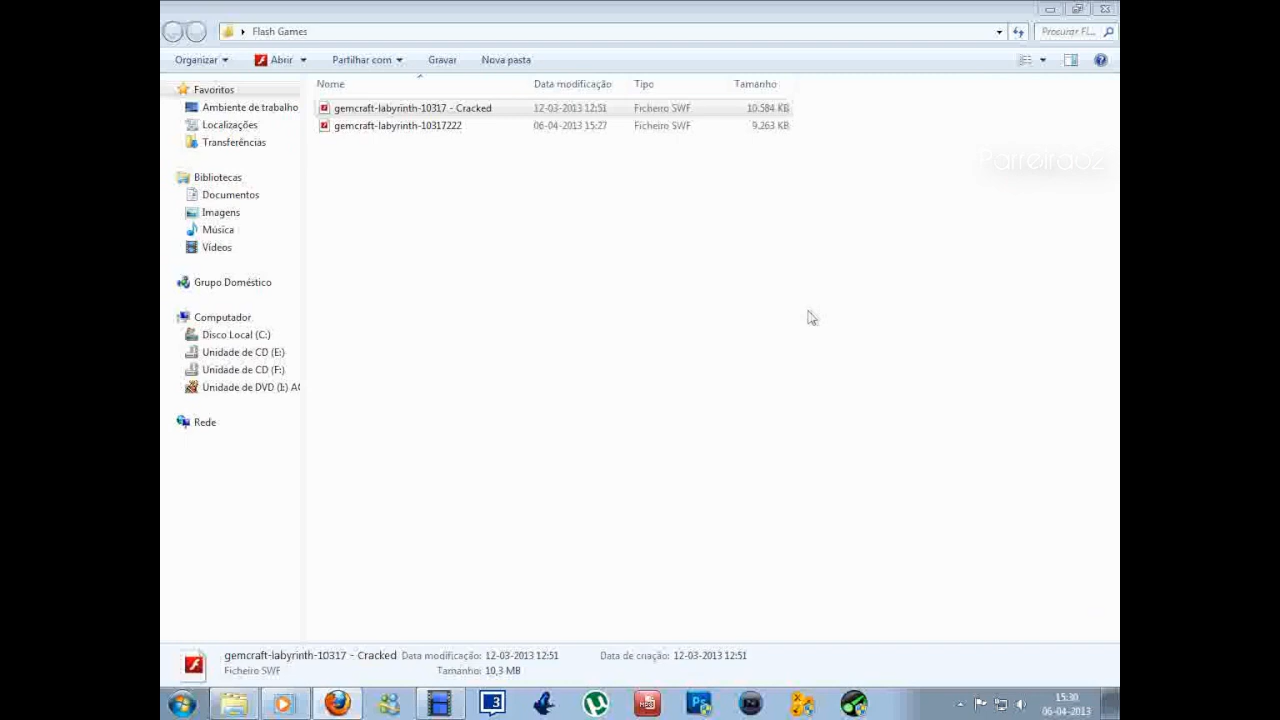 Flash Games
Procurar Fl...
Organizar
Abrir
Partilhar com
Gravar
Nova pasta
Nome
Data modificação
Tipo
Tamanho
gemcraft-labyrinth-10317 - Cracked
12-03-2013 12:51
Ficheiro SWF
10.584 KB
gemcraft-labyrinth-10317222
06-04-2013 15:27
Ficheiro SWF
9.263 KB
Favoritos
Ambiente de trabalho
Localizações
Transferências
Bibliotecas
Documentos
Imagens
Música
Vídeos
Grupo Doméstico
Computador
Disco Local (C:)
Unidade de CD (E:)
Unidade de CD (F:)
Unidade de DVD (I:) AC
Rede
gemcraft-labyrinth-10317 - Cracked
Data modificação: 12-03-2013 12:51
Data de criação: 12-03-2013 12:51
Ficheiro SWF
Tamanho: 10,3 MB
3
Ps
15:30
06-04-2013